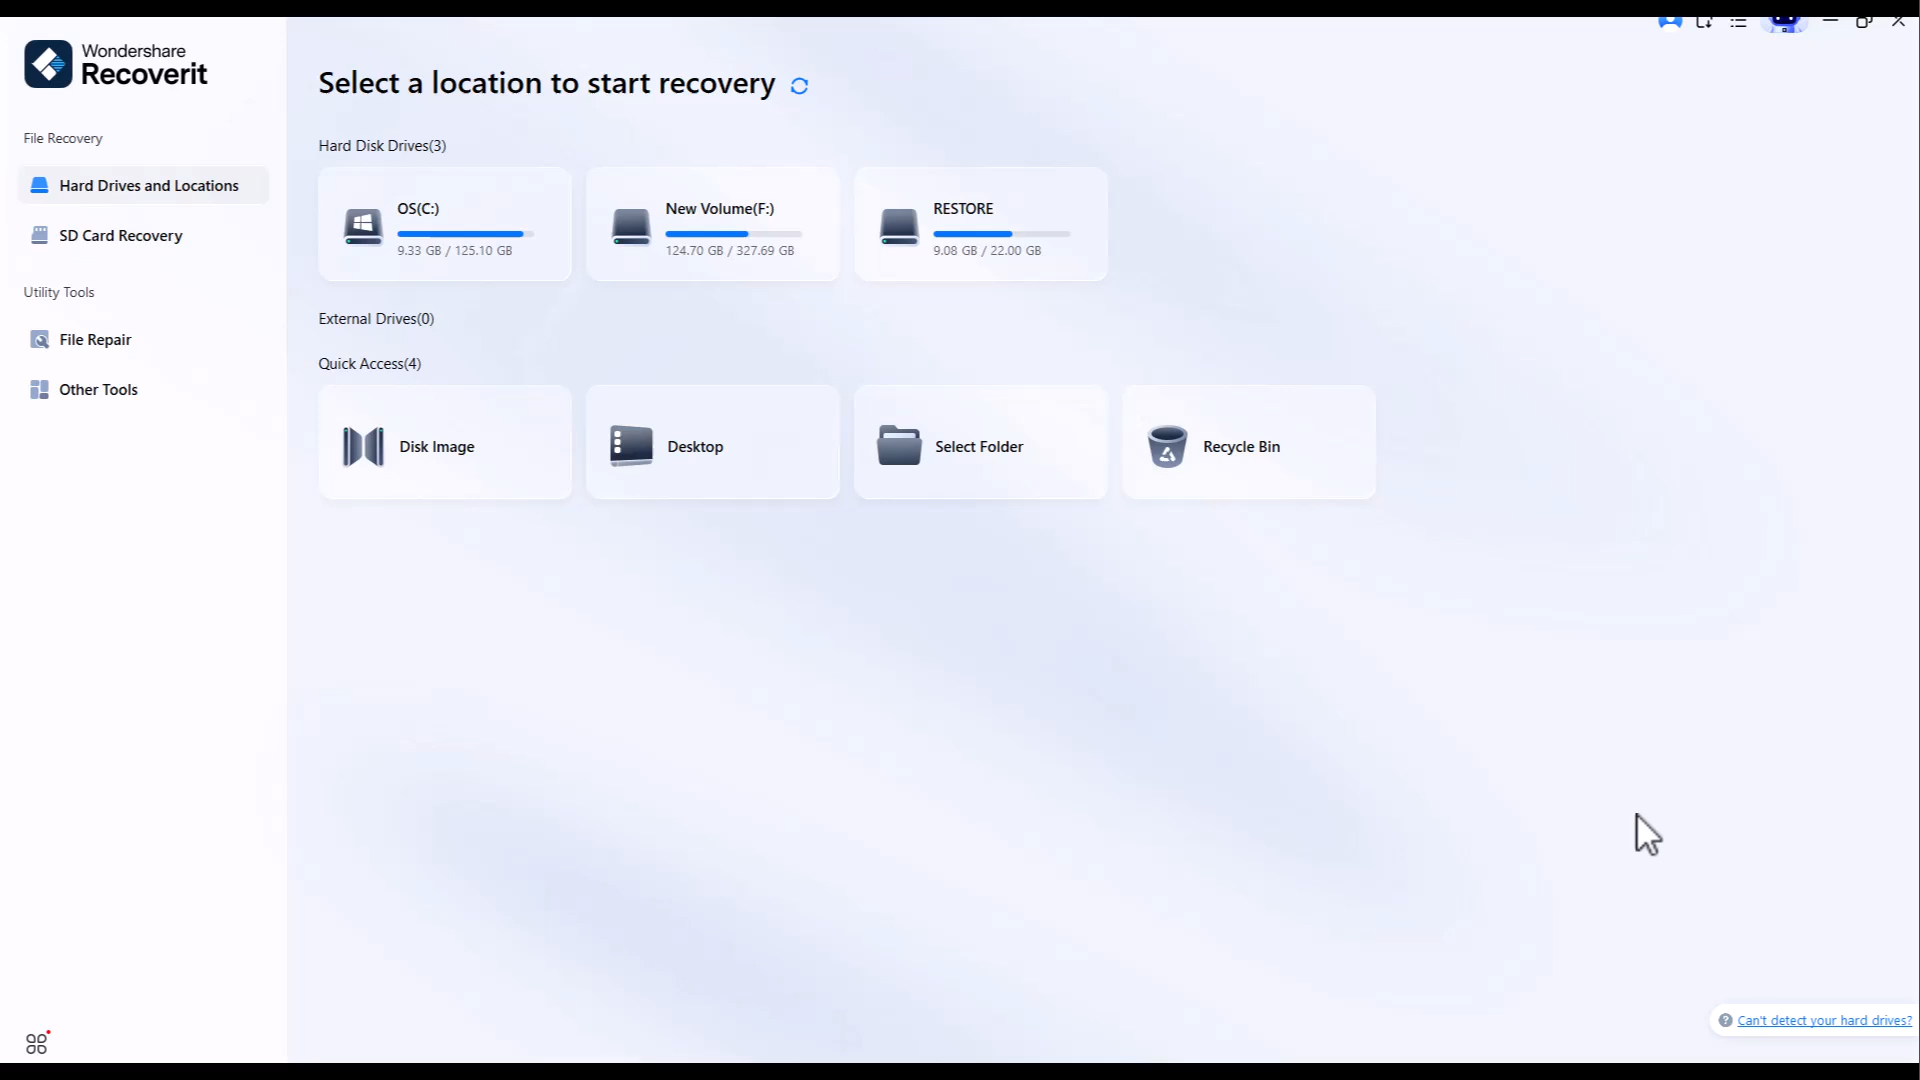 Wondershare
Recoverit
File Recovery
Hard Drives and Locations
SD Card Recovery
Utility Tools
File Repair
Other Tools
Select a location to start recovery
Hard Disk Drives(3)
OS(C:)
9.33 GB / 125.10 GB
New Volume(F:)
124.70 GB / 327.69 GB
RESTORE
9.08 GB / 22.00 GB
External Drives(0)
Quick Access(4)
Disk Image
Desktop
Select Folder
Recycle Bin
Can't detect your hard drives?